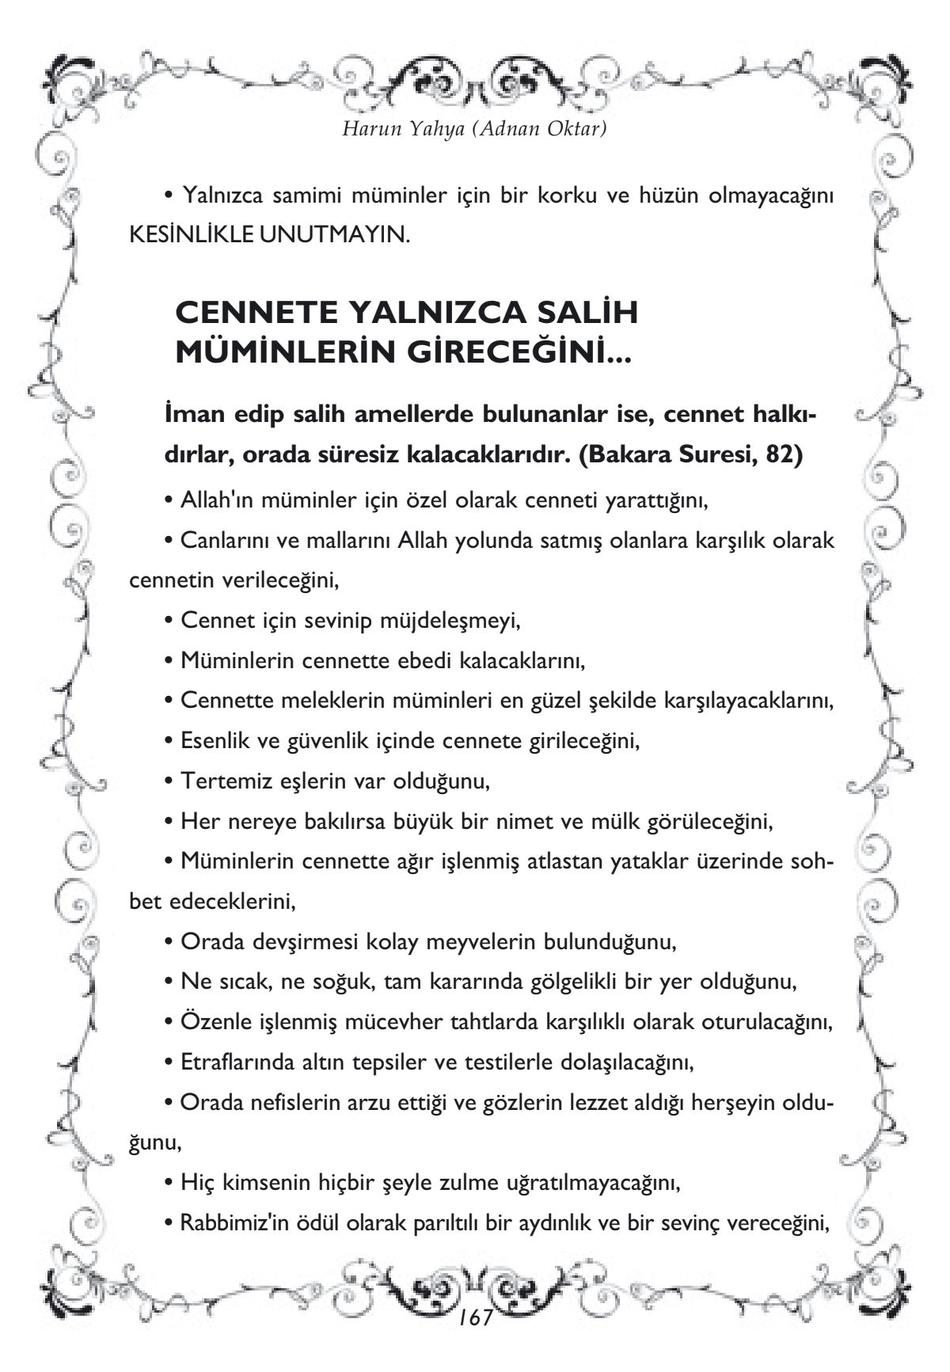 Harun Yahya (Adnan Oktar)
• Yalnızca samimi müminler için bir korku ve hüzün olmayacağını
KESİNLİKLE UNUTMAYIN.
CENNETE YALNIZCA SALİH
MÜMİNLERİN GİRECEĞİNİ...
İman edip salih amellerde bulunanlar ise, cennet halkı-
dırlar, orada süresiz kalacaklarıdır. (Bakara Suresi, 82)
• Allah'ın müminler için özel olarak cenneti yarattığını,
• Canlarını ve mallarını Allah yolunda satmış olanlara karşılık olarak
cennetin verileceğini,
• Cennet için sevinip müjdeleşmeyi,
• Müminlerin cennette ebedi kalacaklarını,
• Cennette meleklerin müminleri en güzel şekilde karşılayacaklarını,
• Esenlik ve güvenlik içinde cennete girileceğini,
• Tertemiz eşlerin var olduğunu,
• Her nereye bakılırsa büyük bir nimet ve mülk görüleceğini,
• Müminlerin cennette ağır işlenmiş atlastan yataklar üzerinde soh-
bet edeceklerini,
• Orada devşirmesi kolay meyvelerin bulunduğunu,
• Ne sıcak, ne soğuk, tam kararında gölgelikli bir yer olduğunu,
• Özenle işlenmiş mücevher tahtlarda karşılıklı olarak oturulacağını,
• Etraflarında altın tepsiler ve testilerle dolaşılacağını,
• Orada nefislerin arzu ettiği ve gözlerin lezzet aldığı herşeyin oldu-
ğunu,
• Hiç kimsenin hiçbir şeyle zulme uğratılmayacağını,
• Rabbimiz'in ödül olarak parıltılı bir aydınlık ve bir sevinç vereceğini,
167